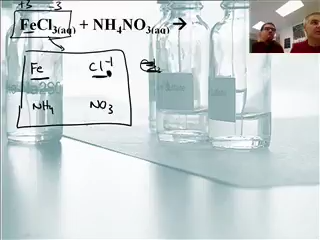 +3 -3
FeCl3(aq) + NH4NO3(aq) →
Fe Cl-1
NH4 NO3